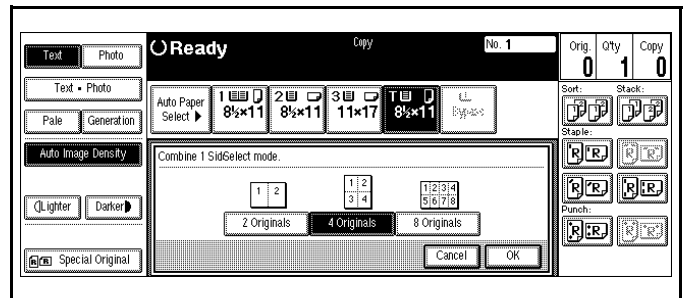 Text Photo
Text • Photo
Pale Generation
Auto Image Density
Lighter Darker
Special Original
Ready Copy No. 1
Auto Paper Select ▶
1 8½×11
2 8½×11
3 11×17
T 8½×11
Bypass
Combine 1 SidSelect mode.
1 2
1 2
3 4
1 2 3 4
5 6 7 8
2 Originals 4 Originals 8 Originals
Cancel OK
Orig. Q'ty Copy
0 1 0
Sort: Stack:
Staple:
Punch: